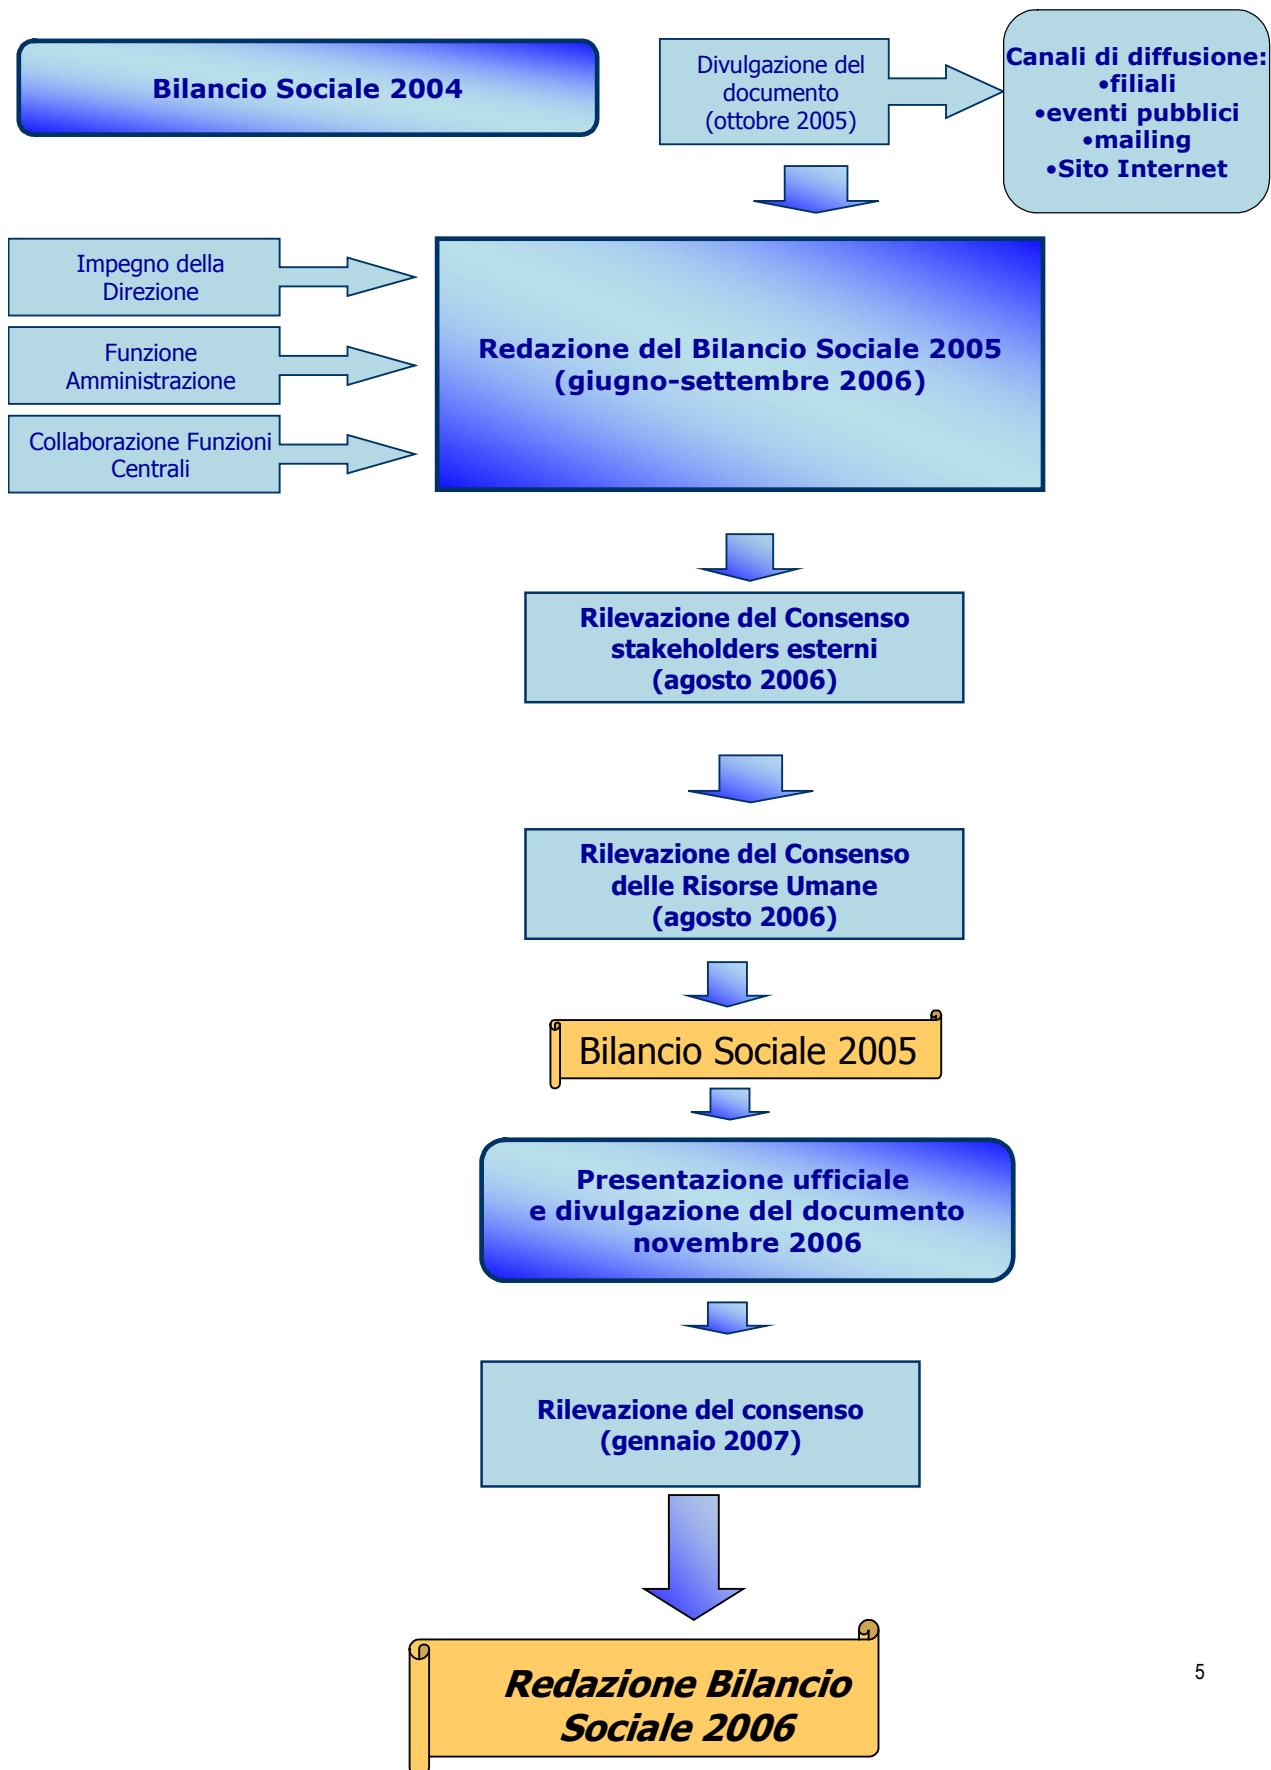 Bilancio Sociale 2004
Divulgazione del
documento
(ottobre 2005)
Canali di diffusione:
•filiali
•eventi pubblici
•mailing
•Sito Internet
Impegno della
Direzione
Funzione
Amministrazione
Collaborazione Funzioni
Centrali
Redazione del Bilancio Sociale 2005
(giugno-settembre 2006)
Rilevazione del Consenso
stakeholders esterni
(agosto 2006)
Rilevazione del Consenso
delle Risorse Umane
(agosto 2006)
Bilancio Sociale 2005
Presentazione ufficiale
e divulgazione del documento
novembre 2006
Rilevazione del consenso
(gennaio 2007)
Redazione Bilancio
Sociale 2006
5